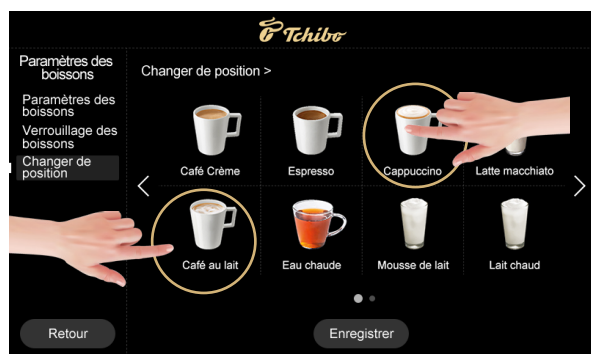 Tchibo
Paramètres des
boissons
Paramètres des
boissons
Verrouillage des
boissons
Changer de
position
Changer de position >
Café Crème
Espresso
Cappuccino
Latte macchiato
Café au lait
Eau chaude
Mousse de lait
Lait chaud
Retour
Enregistrer